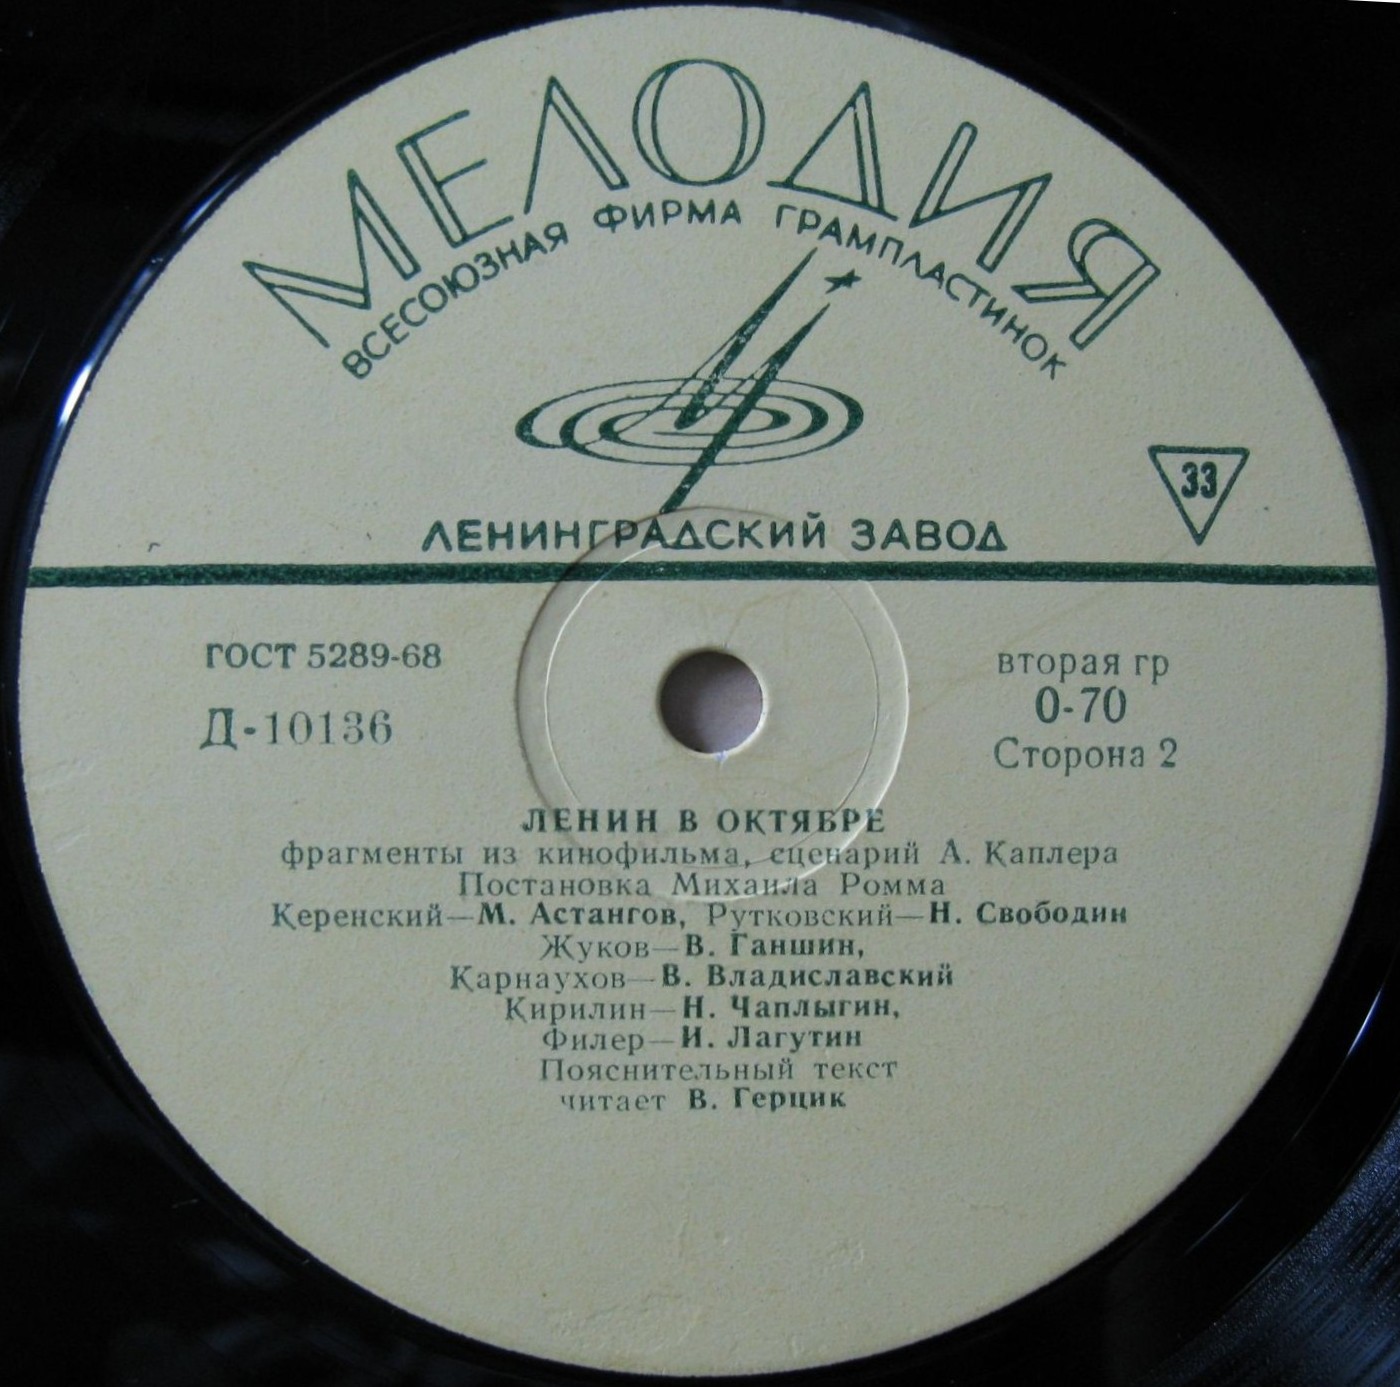 МЕЛОДИЯ
ВСЕСОЮЗНАЯ ФИРМА ГРАМПЛАСТИНОК
33
ЛЕНИНГРАДСКИЙ ЗАВОД
ГОСТ 5289-68
Д-10136
вторая гр
0-70
Сторона 2
ЛЕНИН В ОКТЯБРЕ
фрагменты из кинофильма, сценарий А. Каплера
Постановка Михаила Ромма
Керенский—М. Астангов, Рутковский—Н. Свободин
Жуков—В. Ганшин,
Карнаухов—В. Владиславский
Кирилин—Н. Чаплыгин,
Филер—И. Лагутин
Пояснительный текст
читает В. Герцик